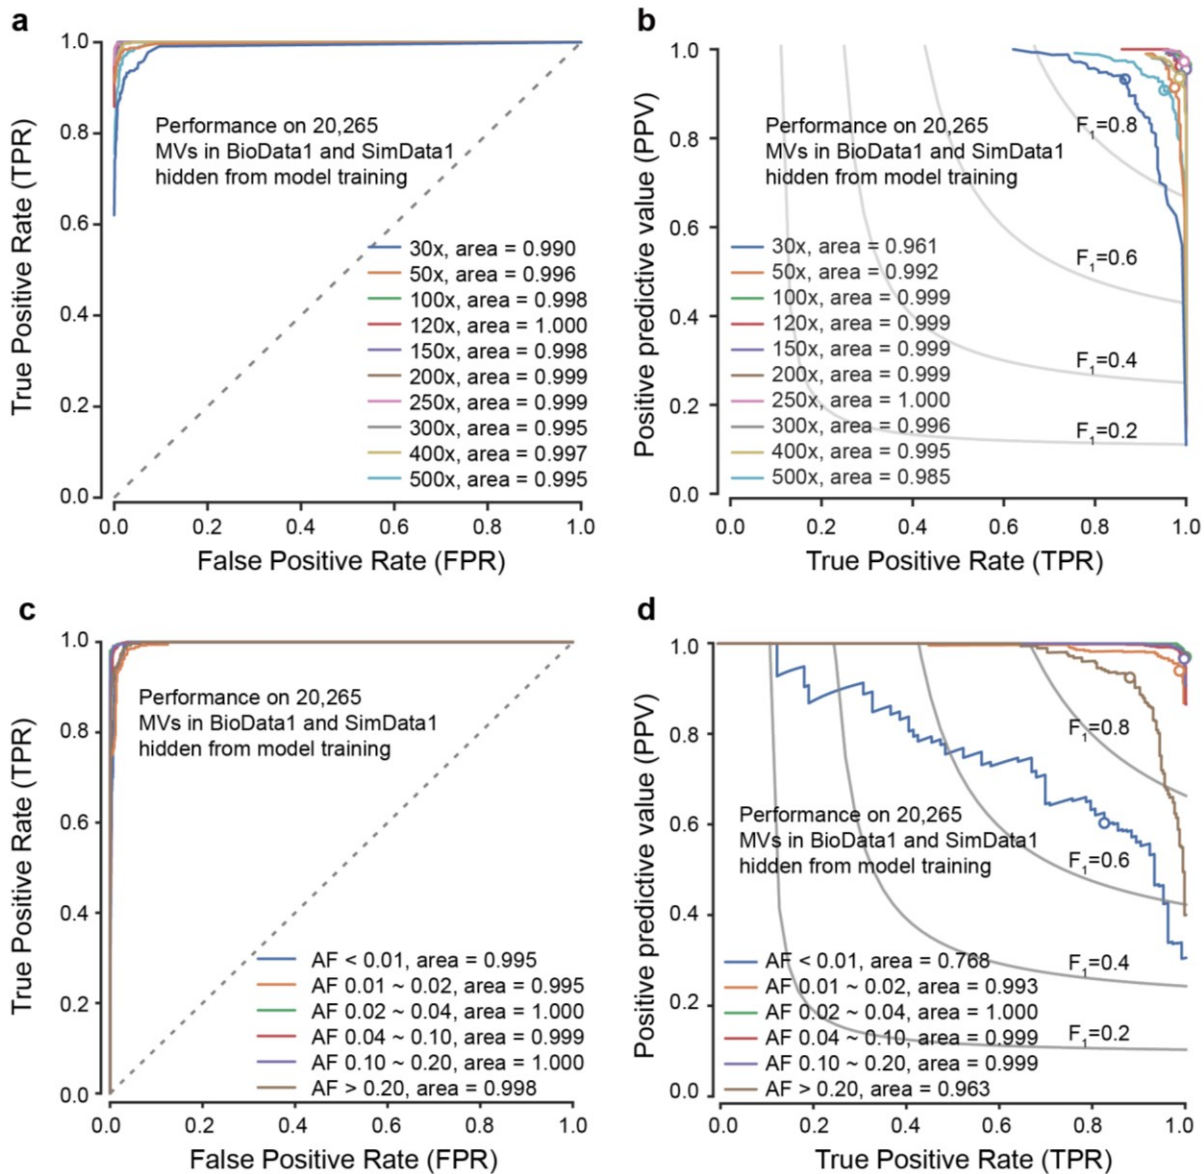 a
1.0
0.8
0.6
0.4
0.2
0.0
True Positive Rate (TPR)
Performance on 20,265
MVs in BioData1 and SimData1
hidden from model training
30x, area = 0.990
50x, area = 0.996
100x, area = 0.998
120x, area = 1.000
150x, area = 0.998
200x, area = 0.999
250x, area = 0.999
300x, area = 0.995
400x, area = 0.997
500x, area = 0.995
0.0 0.2 0.4 0.6 0.8 1.0
False Positive Rate (FPR)
b
1.0
0.8
0.6
0.4
0.2
0.0
Positive predictive value (PPV)
Performance on 20,265
MVs in BioData1 and SimData1
hidden from model training
F1=0.8
F1=0.6
F1=0.4
F1=0.2
30x, area = 0.961
50x, area = 0.992
100x, area = 0.999
120x, area = 0.999
150x, area = 0.999
200x, area = 0.999
250x, area = 1.000
300x, area = 0.996
400x, area = 0.995
500x, area = 0.985
0.0 0.2 0.4 0.6 0.8 1.0
True Positive Rate (TPR)
c
1.0
0.8
0.6
0.4
0.2
0.0
True Positive Rate (TPR)
Performance on 20,265
MVs in BioData1 and SimData1
hidden from model training
AF < 0.01, area = 0.995
AF 0.01 ~ 0.02, area = 0.995
AF 0.02 ~ 0.04, area = 1.000
AF 0.04 ~ 0.10, area = 0.999
AF 0.10 ~ 0.20, area = 1.000
AF > 0.20, area = 0.998
0.0 0.2 0.4 0.6 0.8 1.0
False Positive Rate (FPR)
d
1.0
0.8
0.6
0.4
0.2
0.0
Positive predictive value (PPV)
F1=0.8
Performance on 20,265
MVs in BioData1 and SimData1
hidden from model training
F1=0.6
F1=0.4
F1=0.2
AF < 0.01, area = 0.768
AF 0.01 ~ 0.02, area = 0.993
AF 0.02 ~ 0.04, area = 1.000
AF 0.04 ~ 0.10, area = 0.999
AF 0.10 ~ 0.20, area = 0.999
AF > 0.20, area = 0.963
0.0 0.2 0.4 0.6 0.8 1.0
True Positive Rate (TPR)